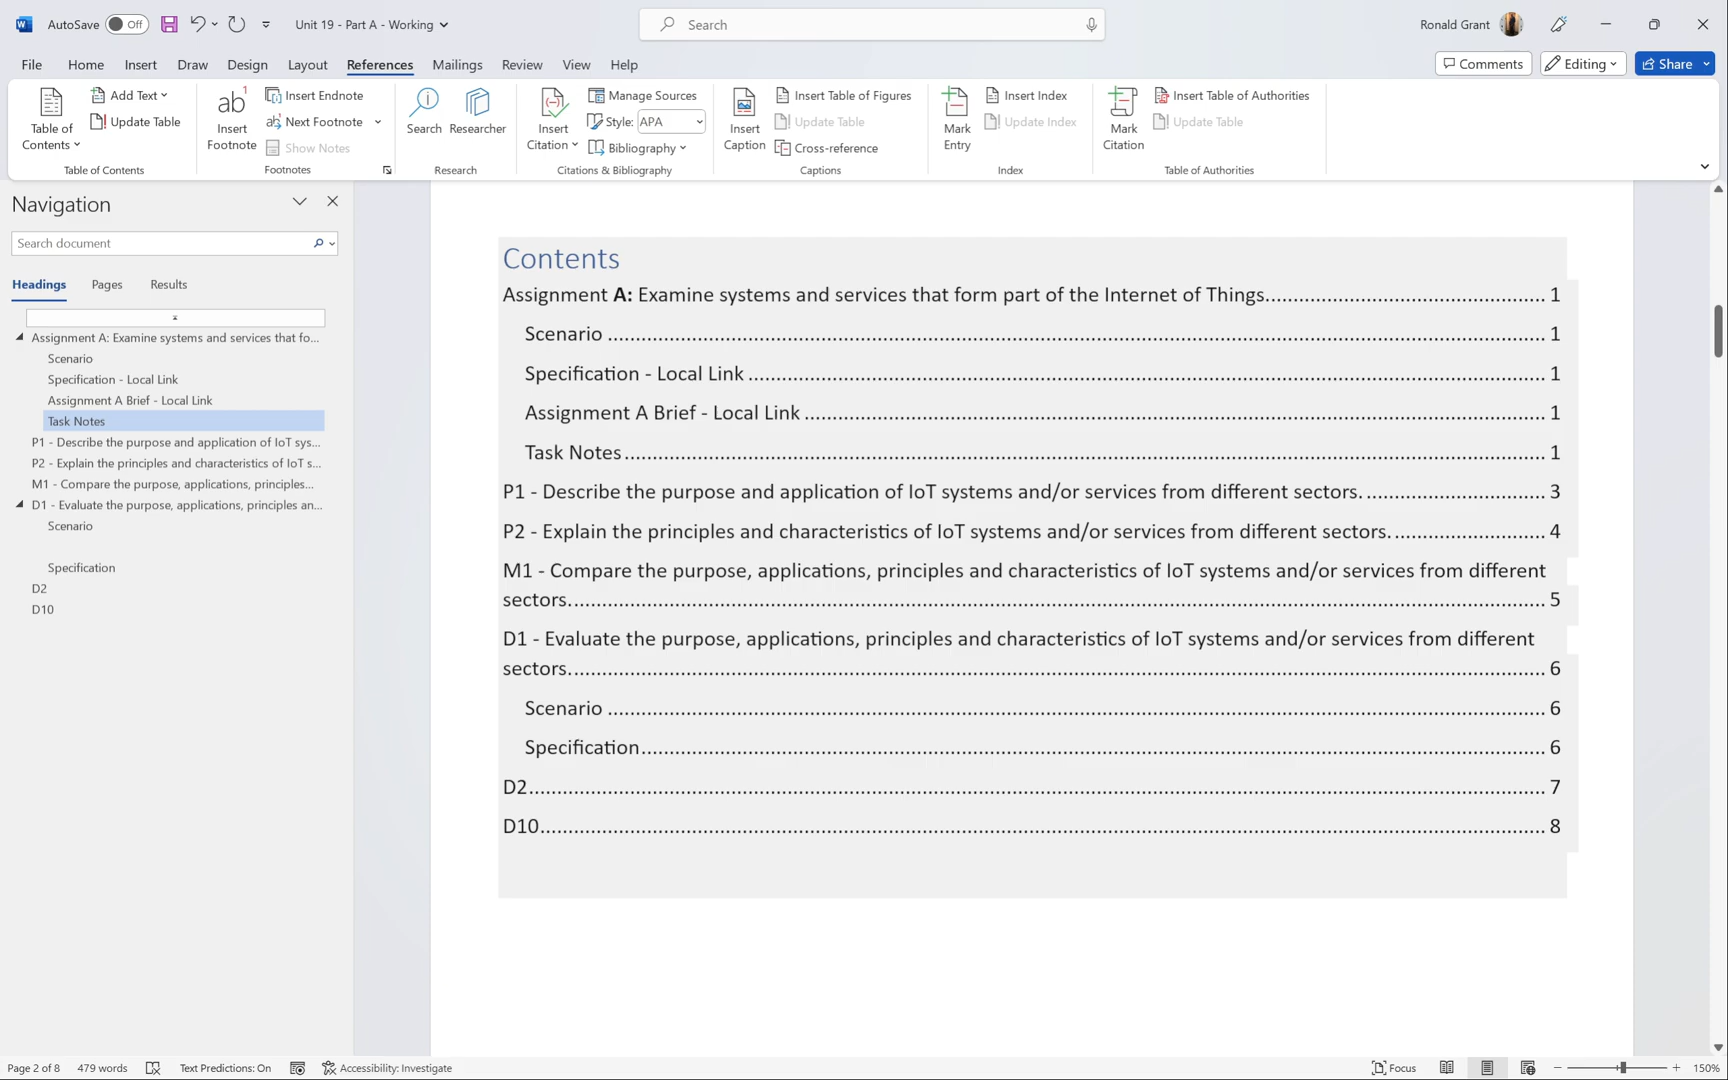 AutoSave Off Unit 19 - Part A - Working Search Ronald Grant
File Home Insert Draw Design Layout References Mailings Review View Help Comments Editing Share
Table of Contents
Add Text
Update Table
Table of Contents
ab1
Insert Footnote
Insert Endnote
Next Footnote
Show Notes
Footnotes
Search
Researcher
Research
Insert Citation
Manage Sources
Style: APA
Bibliography
Citations & Bibliography
Insert Caption
Insert Table of Figures
Update Table
Cross-reference
Captions
Mark Entry
Insert Index
Update Index
Index
Mark Citation
Insert Table of Authorities
Update Table
Table of Authorities
Navigation
Search document
Headings Pages Results
Assignment A: Examine systems and services that fo...
Scenario
Specification - Local Link
Assignment A Brief - Local Link
Task Notes
P1 - Describe the purpose and application of IoT sys...
P2 - Explain the principles and characteristics of IoT s...
M1 - Compare the purpose, applications, principles...
D1 - Evaluate the purpose, applications, principles an...
Scenario
Specification
D2
D10
Contents
Assignment A: Examine systems and services that form part of the Internet of Things. 1
Scenario 1
Specification - Local Link 1
Assignment A Brief - Local Link 1
Task Notes 1
P1 - Describe the purpose and application of IoT systems and/or services from different sectors. 3
P2 - Explain the principles and characteristics of IoT systems and/or services from different sectors. 4
M1 - Compare the purpose, applications, principles and characteristics of IoT systems and/or services from different
sectors. 5
D1 - Evaluate the purpose, applications, principles and characteristics of IoT systems and/or services from different
sectors. 6
Scenario 6
Specification 6
D2 7
D10 8
Page 2 of 8 479 words Text Predictions: On Accessibility: Investigate Focus 150%